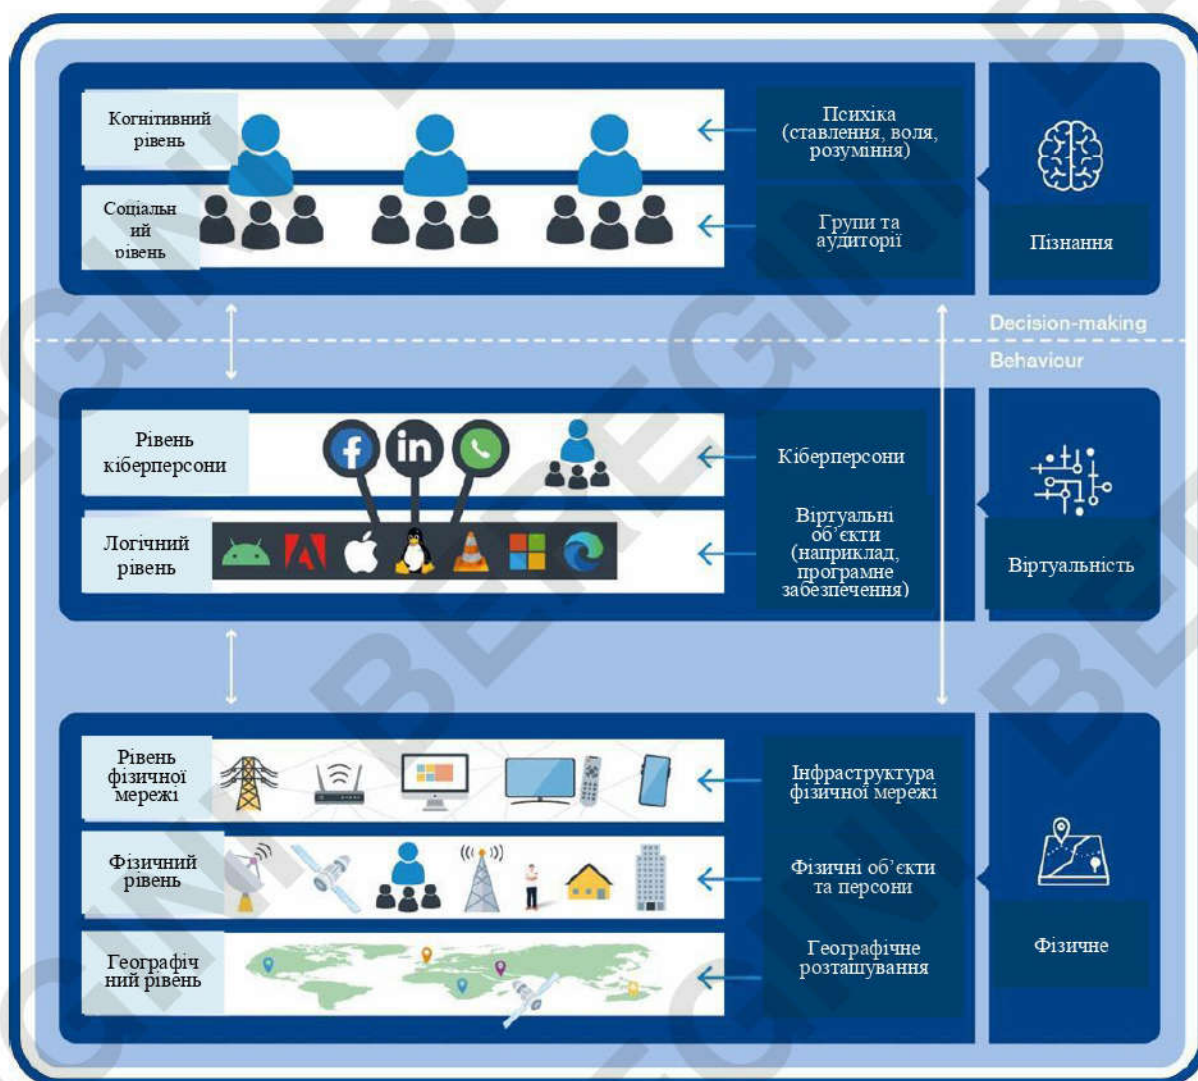 Когнітивний
рівень
Психіка
(ставлення, воля,
розуміння)
Соціальн
ий
рівень
Групи та
аудиторії
Пізнання
Decision-making
Behaviour
Рівень
кіберперсони
f
in
Кіберперсони
Логічний
рівень
Віртуальні
об’єкти
(наприклад,
програмне
забезпечення)
Віртуальність
Рівень
фізичної
мережі
Інфраструктура
фізичної мережі
Фізичний
рівень
Фізичні об’єкти
та персони
Географіч
ний рівень
Географічне
розташування
Фізичне
BEREGINI